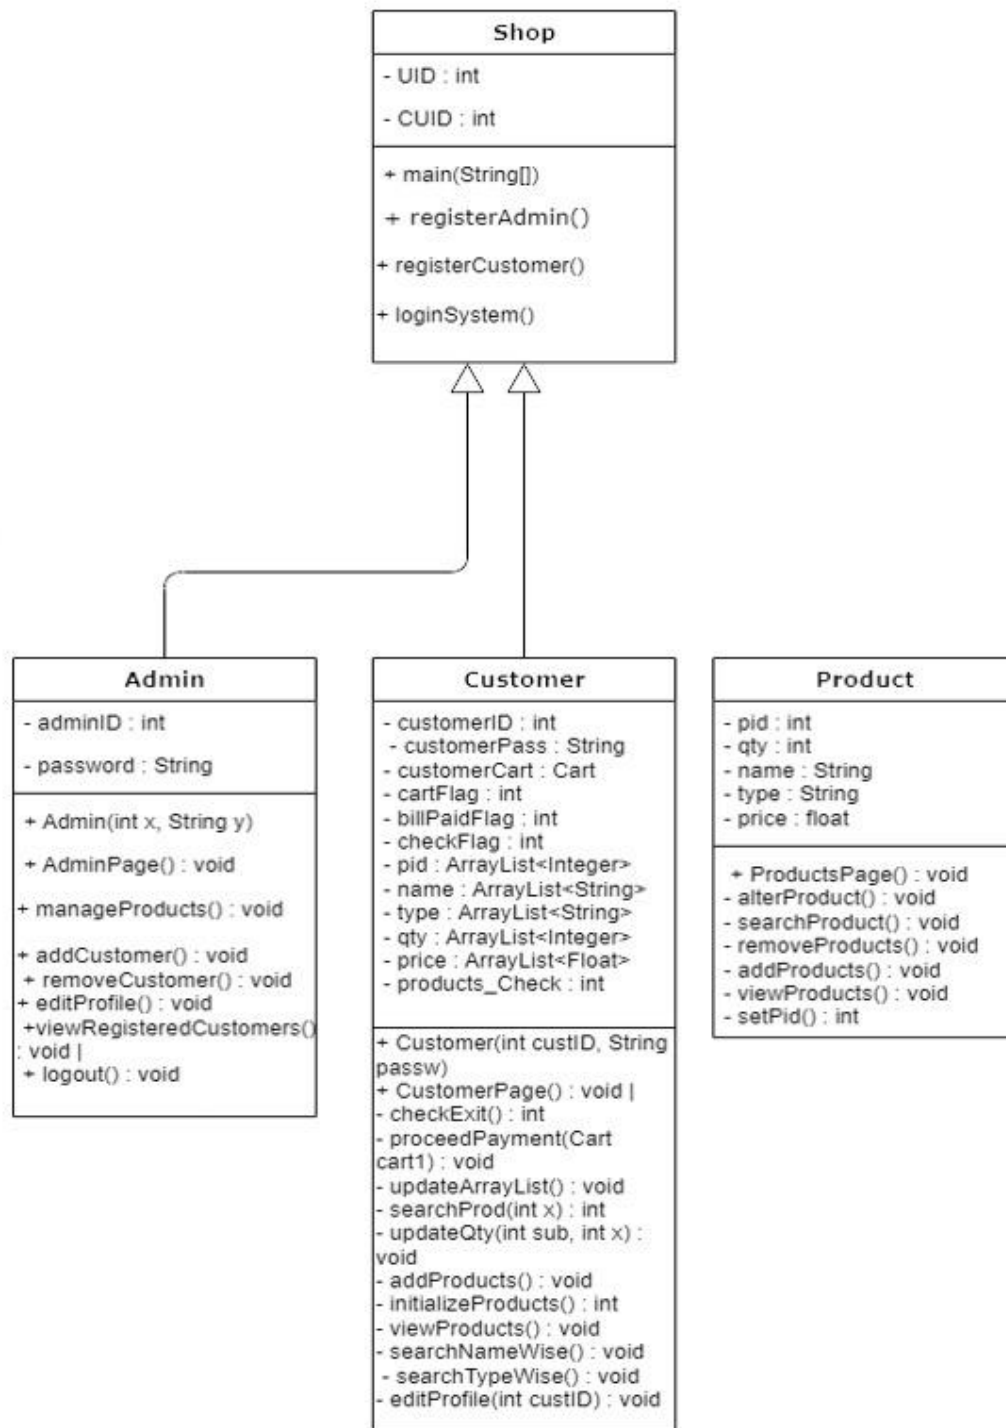 Shop
- UID : int
- CUID : int
+ main(String[])
+ registerAdmin()
+ registerCustomer()
+ loginSystem()
Admin
- adminID : int
- password : String
+ Admin(int x, String y)
+ AdminPage() : void
+ manageProducts() : void
+ addCustomer() : void
+ removeCustomer() : void
+ editProfile() : void
+viewRegisteredCustomers()
: void |
+ logout() : void
Customer
- customerID : int
- customerPass : String
- customerCart : Cart
- cartFlag : int
- billPaidFlag : int
- checkFlag : int
- pid : ArrayList<Integer>
- name : ArrayList<String>
- type : ArrayList<String>
- qty : ArrayList<Integer>
- price : ArrayList<Float>
- products_Check : int
+ Customer(int custID, String
passw)
+ CustomerPage() : void |
- checkExit() : int
- proceedPayment(Cart
cart1) : void
- updateArrayList() : void
- searchProd(int x) : int
- updateQty(int sub, int x) :
void
- addProducts() : void
- initializeProducts() : int
- viewProducts() : void
- searchNameWise() : void
- searchTypeWise() : void
- editProfile(int custID) : void
Product
- pid : int
- qty : int
- name : String
- type : String
- price : float
+ ProductsPage() : void
- alterProduct() : void
- searchProduct() : void
- removeProducts() : void
- addProducts() : void
- viewProducts() : void
- setPid() : int